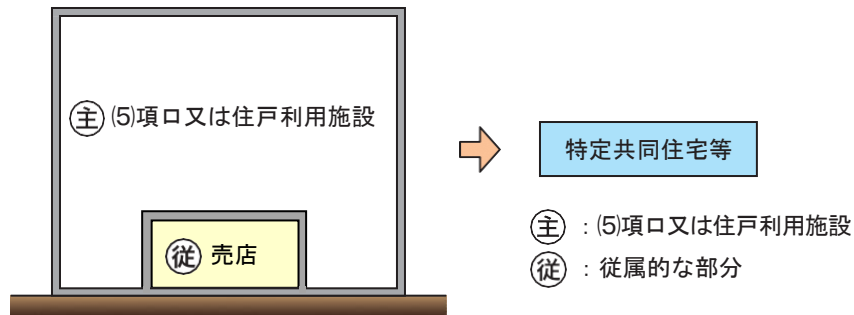 主 ⑸項ロ又は住戸利用施設
従 売店
特定共同住宅等
主 : ⑸項ロ又は住戸利用施設
従 : 従属的な部分